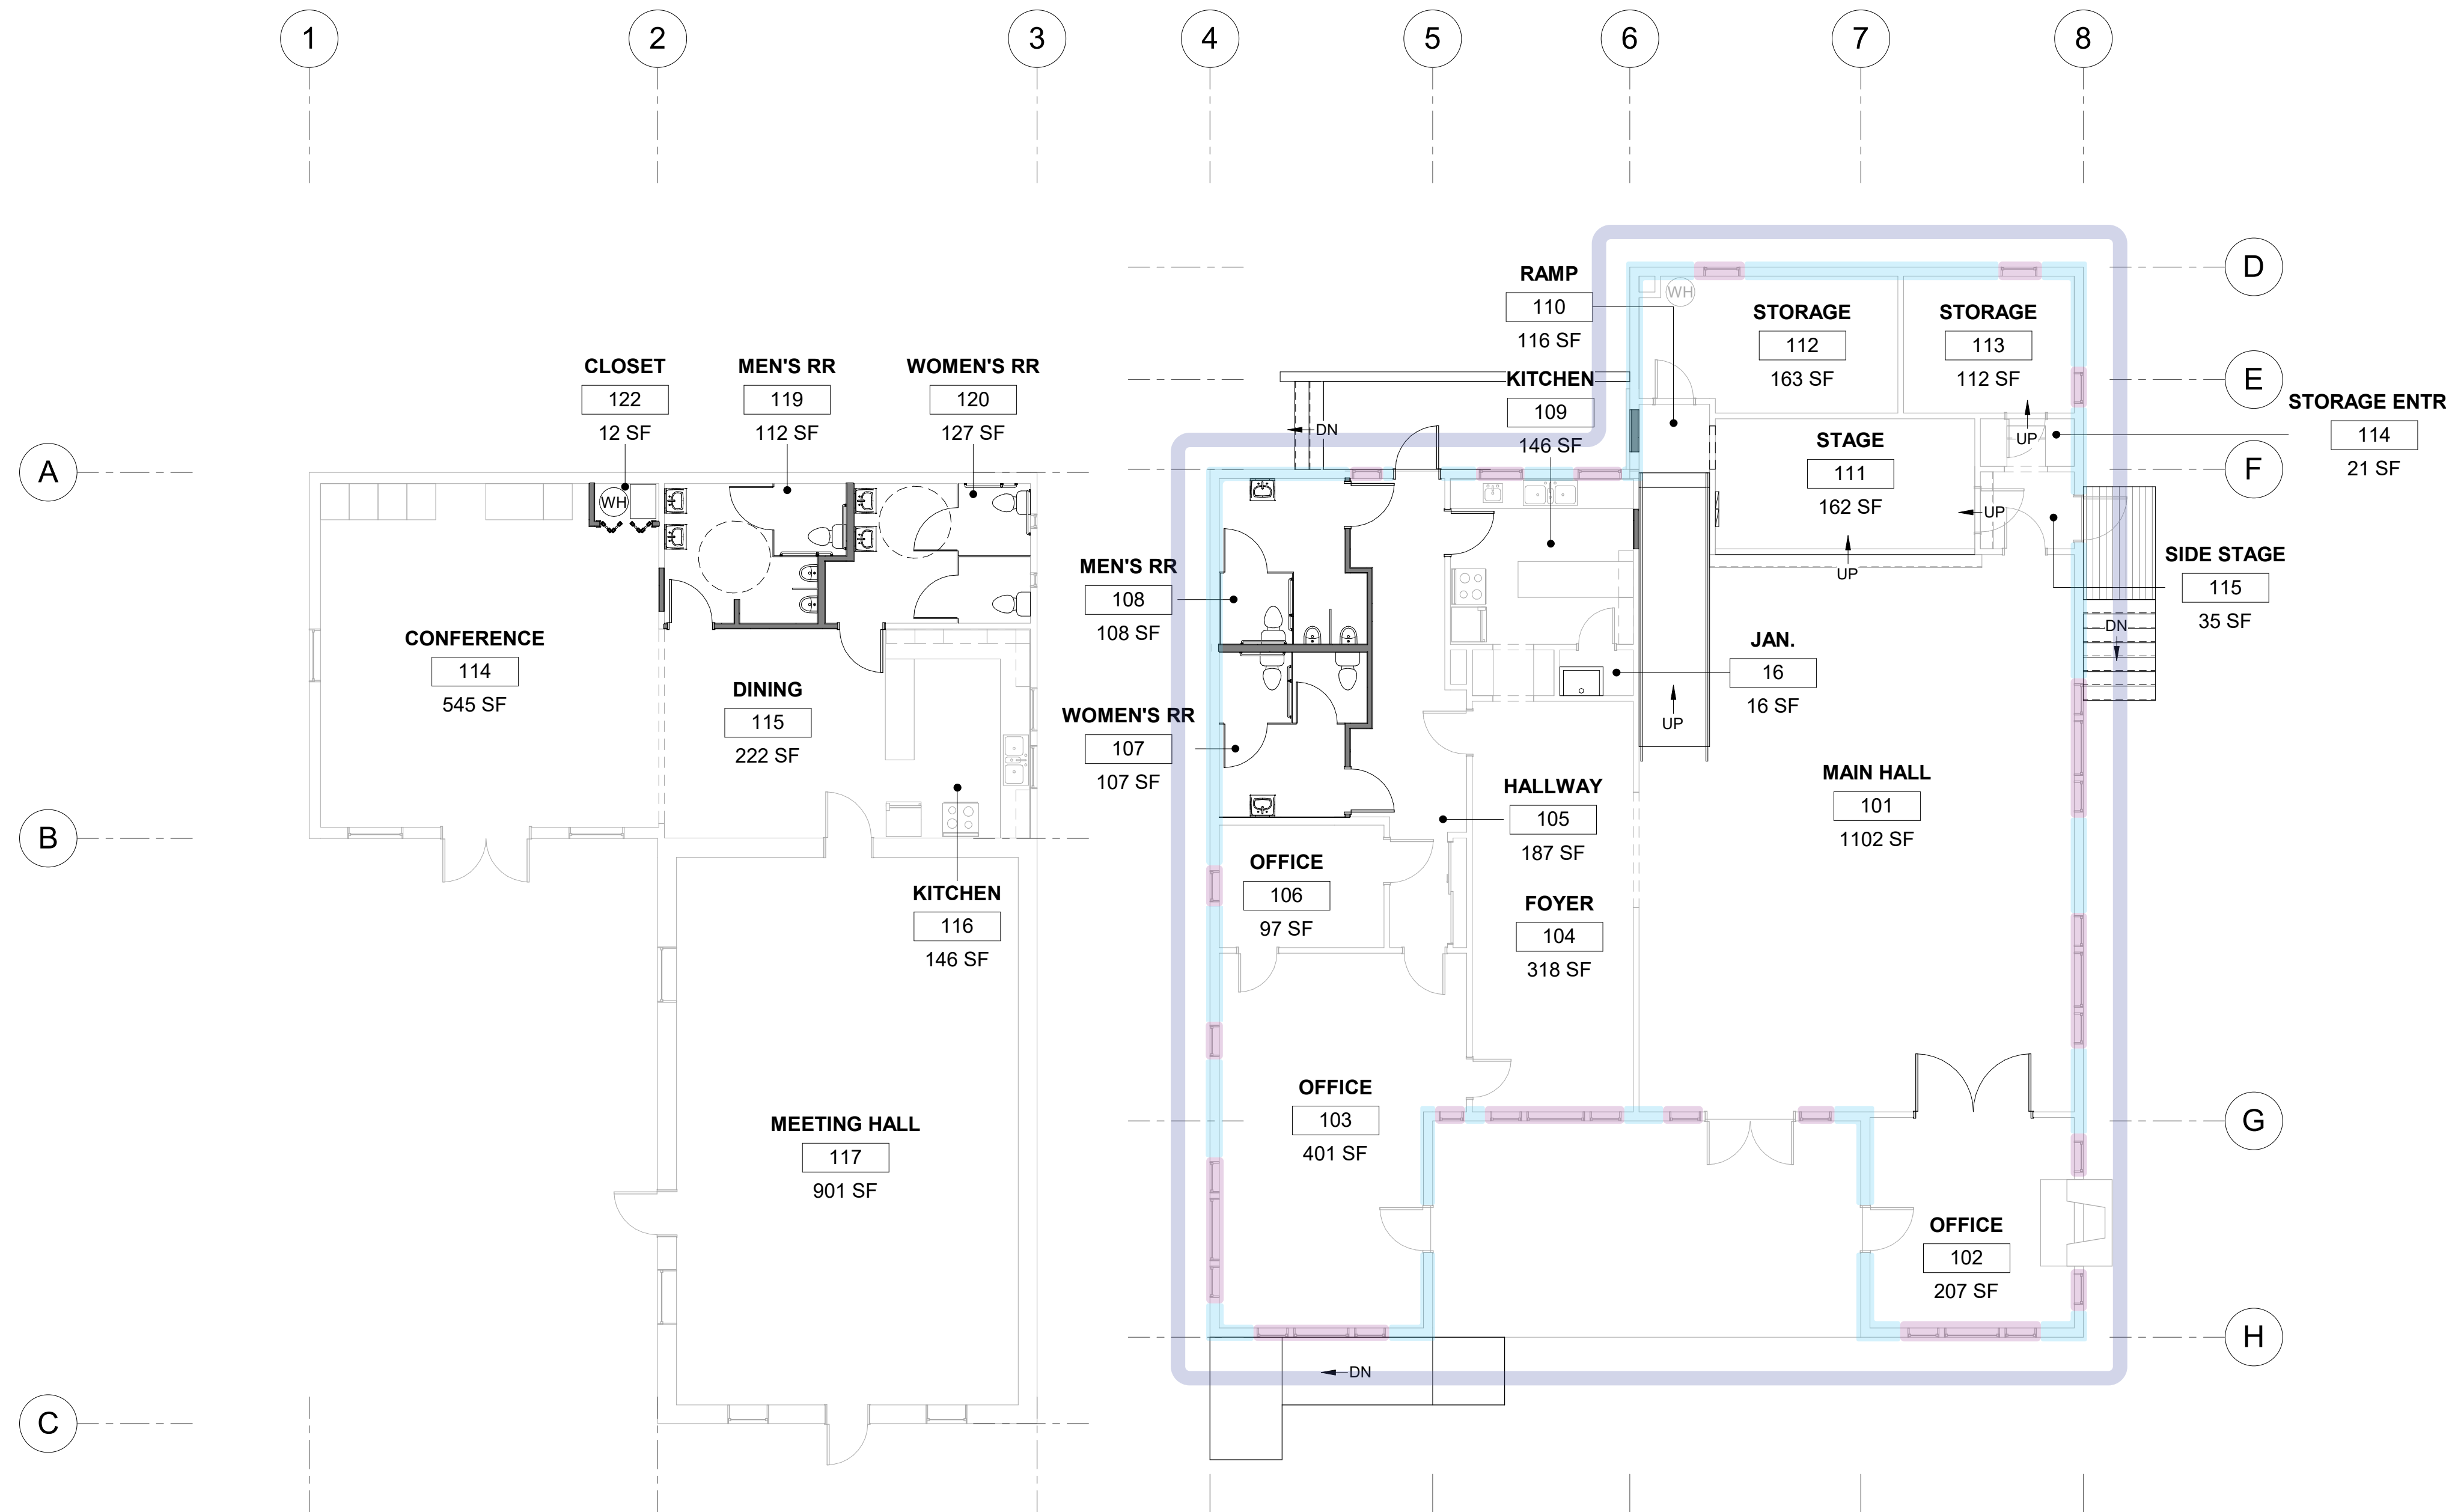 1 2 3 4 5 6 7 8
D
RAMP
110
116 SF
WH
STORAGE
112
163 SF
STORAGE
113
112 SF
UP
E
STORAGE ENTR
114
21 SF
CLOSET
122
12 SF
MEN'S RR
119
112 SF
WOMEN'S RR
120
127 SF
KITCHEN
109
146 SF
DN
STAGE
111
162 SF
UP
UP
F
A
WH
SIDE STAGE
115
35 SF
DN
MEN'S RR
108
108 SF
CONFERENCE
114
545 SF
DINING
115
222 SF
JAN.
16
16 SF
UP
WOMEN'S RR
107
107 SF
HALLWAY
105
187 SF
MAIN HALL
101
1102 SF
B
KITCHEN
116
146 SF
OFFICE
106
97 SF
FOYER
104
318 SF
MEETING HALL
117
901 SF
OFFICE
103
401 SF
G
OFFICE
102
207 SF
H
DN
C